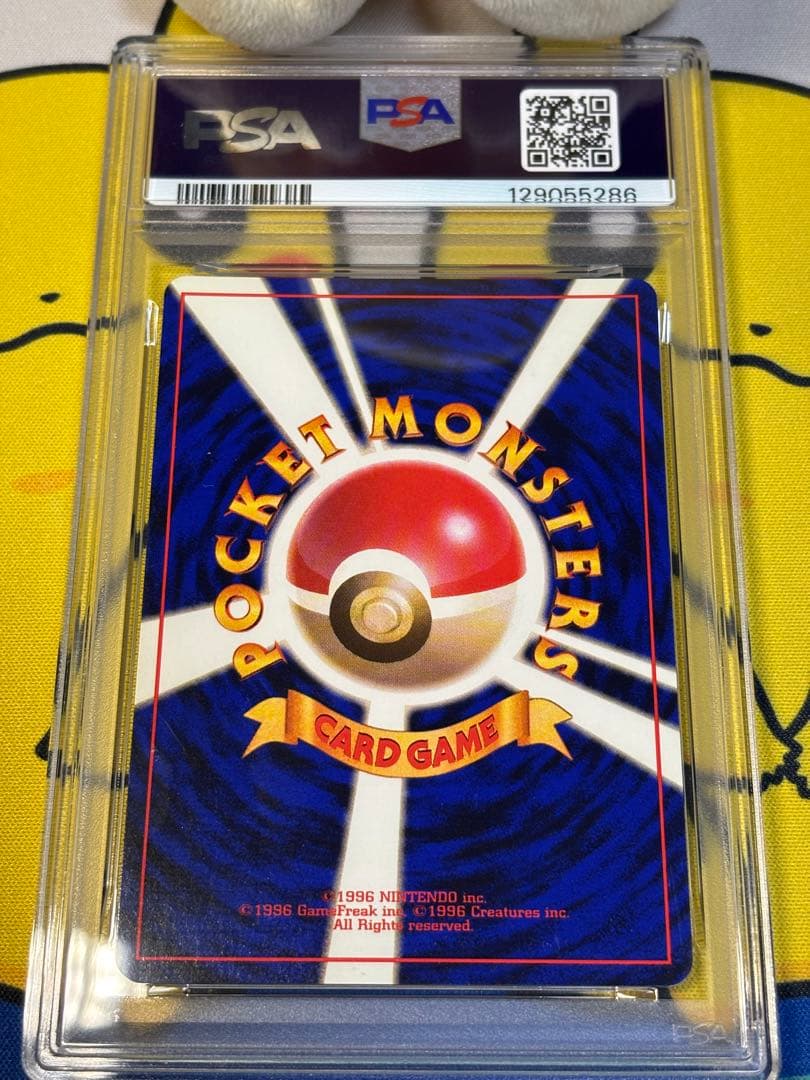 PSA PSA
129055286
POCKET MONSTERS
CARD GAME
©1996 NINTENDO inc.
©1996 GameFreak inc. ©1996 Creatures inc.
All Rights reserved.
PSA